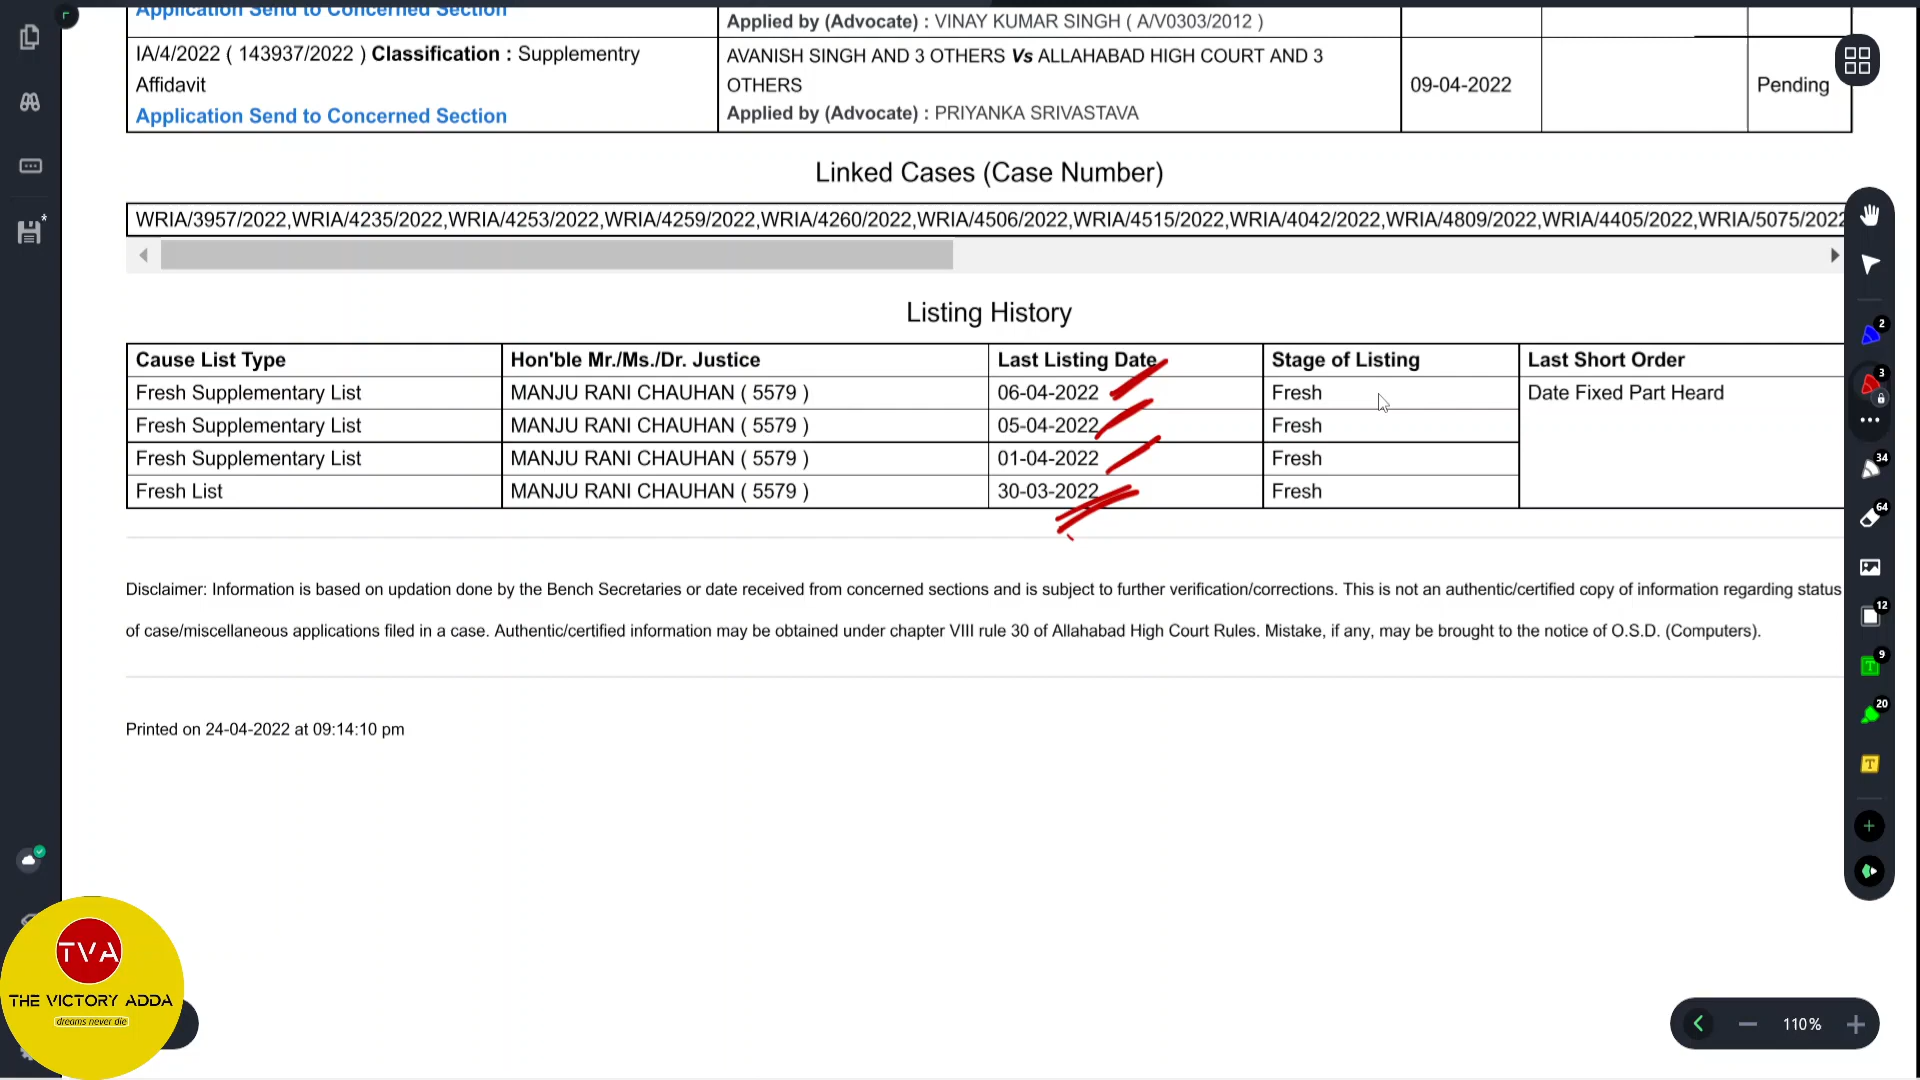 Application Send to Concerned Section
Applied by (Advocate) : VINAY KUMAR SINGH ( A/V0303/2012 )
IA/4/2022 ( 143937/2022 ) Classification : Supplementry
Affidavit
Application Send to Concerned Section
AVANISH SINGH AND 3 OTHERS Vs ALLAHABAD HIGH COURT AND 3
OTHERS
Applied by (Advocate) : PRIYANKA SRIVASTAVA
09-04-2022
Pending
Linked Cases (Case Number)
WRIA/3957/2022,WRIA/4235/2022,WRIA/4253/2022,WRIA/4259/2022,WRIA/4260/2022,WRIA/4506/2022,WRIA/4515/2022,WRIA/4042/2022,WRIA/4809/2022,WRIA/4405/2022,WRIA/5075/2022
Listing History
Cause List Type Hon'ble Mr./Ms./Dr. Justice Last Listing Date Stage of Listing Last Short Order
Fresh Supplementary List MANJU RANI CHAUHAN ( 5579 ) 06-04-2022 Fresh Date Fixed Part Heard
Fresh Supplementary List MANJU RANI CHAUHAN ( 5579 ) 05-04-2022 Fresh
Fresh Supplementary List MANJU RANI CHAUHAN ( 5579 ) 01-04-2022 Fresh
Fresh List MANJU RANI CHAUHAN ( 5579 ) 30-03-2022 Fresh
Disclaimer: Information is based on updation done by the Bench Secretaries or date received from concerned sections and is subject to further verification/corrections. This is not an authentic/certified copy of information regarding status
of case/miscellaneous applications filed in a case. Authentic/certified information may be obtained under chapter VIII rule 30 of Allahabad High Court Rules. Mistake, if any, may be brought to the notice of O.S.D. (Computers).
Printed on 24-04-2022 at 09:14:10 pm
2
3
34
64
12
T 9
20
T
TVA
THE VICTORY ADDA
dreams never die
110%